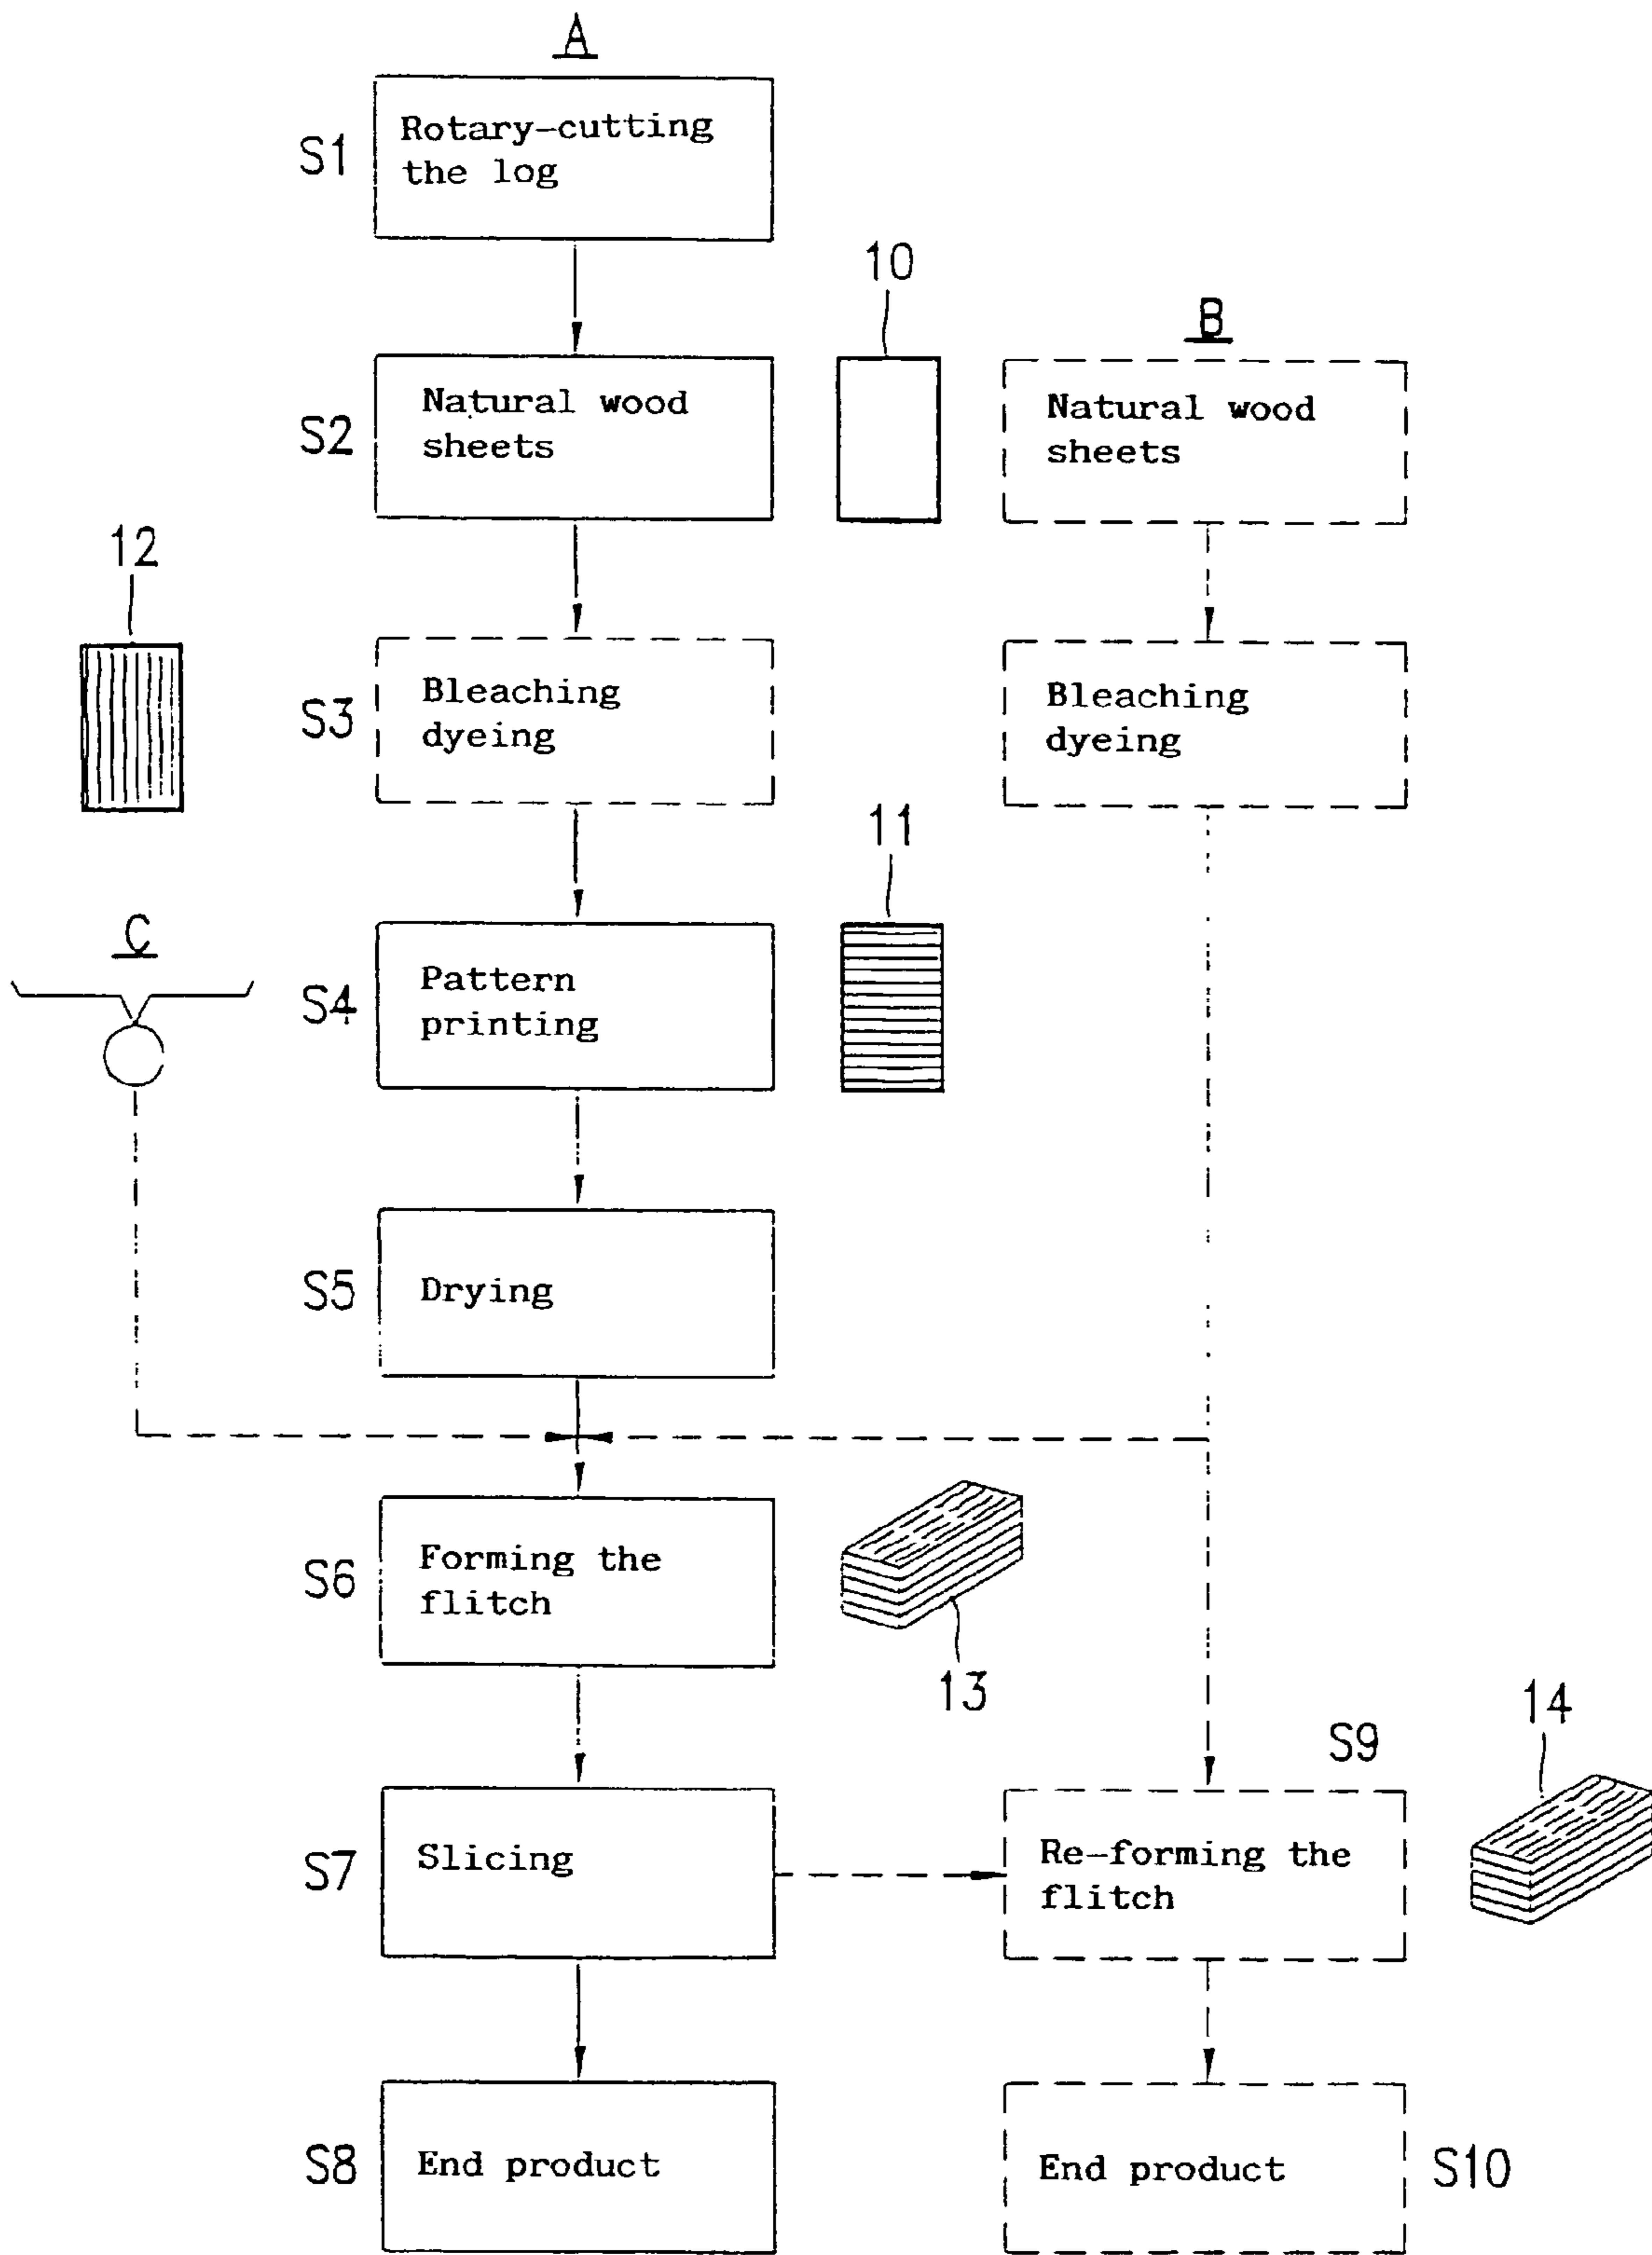 A
S1
Rotary-cutting
the log
10
B
S2
Natural wood
sheets
Natural wood
sheets
12
S3
Bleaching
dyeing
Bleaching
dyeing
11
C
S4
Pattern
printing
S5
Drying
S6
Forming the
flitch
13
S9
14
S7
Slicing
Re-forming the
flitch
S8
End product
End product
S10